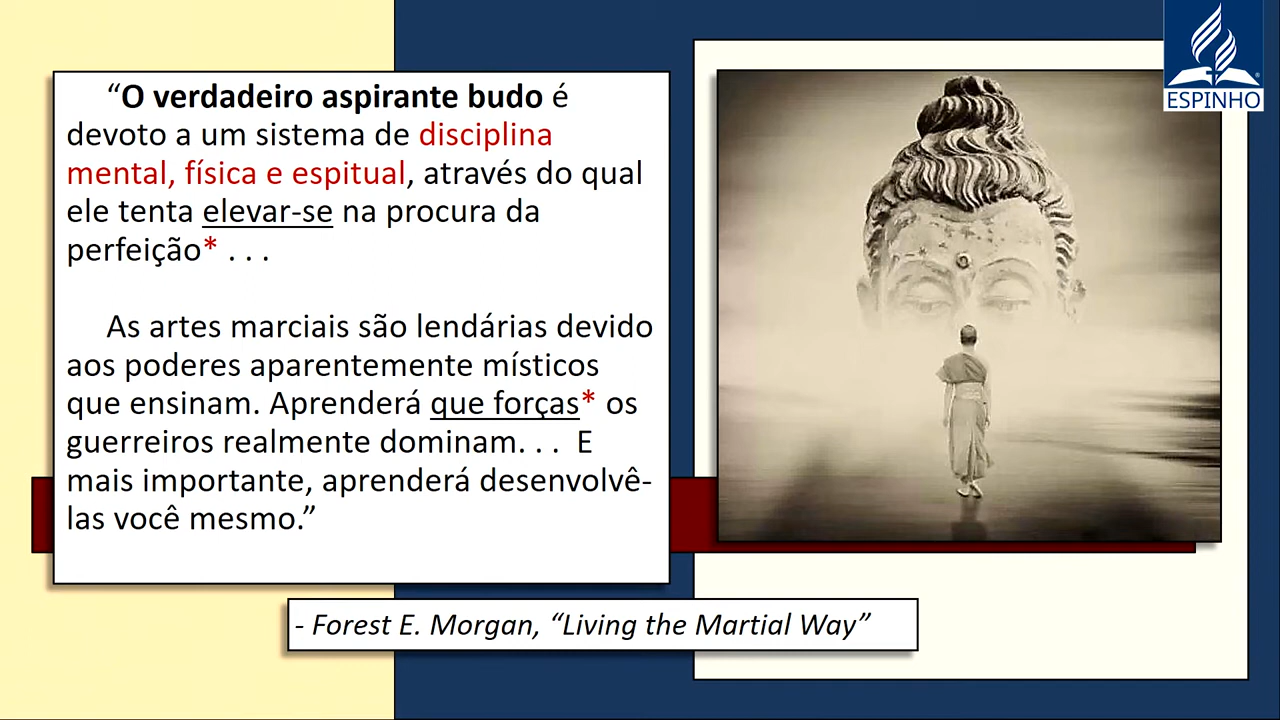 “O verdadeiro aspirante budo é
devoto a um sistema de disciplina
mental, física e espitual, através do qual
ele tenta elevar-se na procura da
perfeição* . . .
As artes marciais são lendárias devido
aos poderes aparentemente místicos
que ensinam. Aprenderá que forças* os
guerreiros realmente dominam. . .  E
mais importante, aprenderá desenvolvê-
las você mesmo.”
- Forest E. Morgan, “Living the Martial Way”
ESPINHO